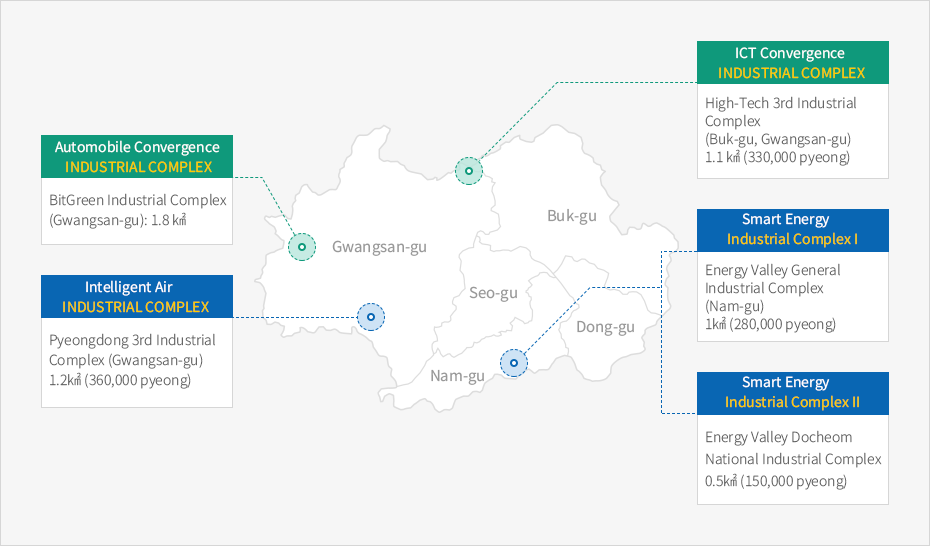 ICT Convergence
INDUSTRIAL COMPLEX
High-Tech 3rd Industrial
Complex
(Buk-gu, Gwangsan-gu)
1.1 ㎢ (330,000 pyeong)
Automobile Convergence
INDUSTRIAL COMPLEX
BitGreen Industrial Complex
(Gwangsan-gu): 1.8 ㎢
Buk-gu
Gwangsan-gu
Smart Energy
Industrial Complex I
Energy Valley General
Industrial Complex
(Nam-gu)
1㎢ (280,000 pyeong)
Intelligent Air
INDUSTRIAL COMPLEX
Pyeongdong 3rd Industrial
Complex (Gwangsan-gu)
1.2㎢ (360,000 pyeong)
Seo-gu
Dong-gu
Nam-gu
Smart Energy
Industrial Complex II
Energy Valley Docheom
National Industrial Complex
0.5㎢ (150,000 pyeong)